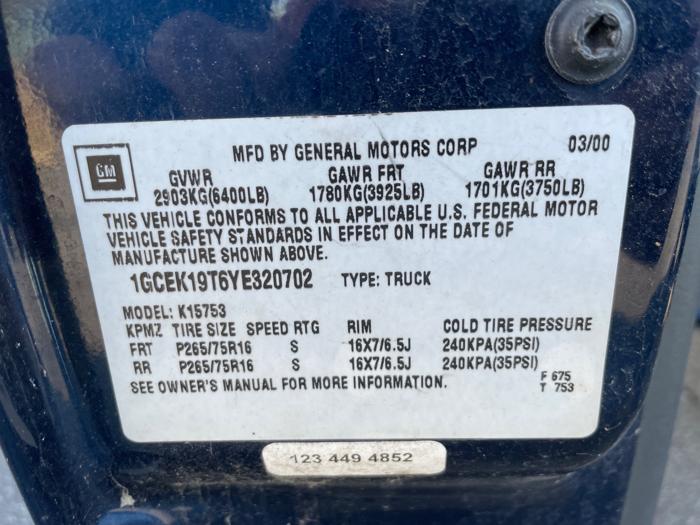 MFD BY GENERAL MOTORS CORP 03/00
GM
GVWR GAWR FRT GAWR RR
2903KG(6400LB) 1780KG(3925LB) 1701KG(3750LB)
THIS VEHICLE CONFORMS TO ALL APPLICABLE U.S. FEDERAL MOTOR
VEHICLE SAFETY STANDARDS IN EFFECT ON THE DATE OF
MANUFACTURE SHOWN ABOVE.
1GCEK19T6YE320702 TYPE: TRUCK
MODEL: K15753
KPMZ TIRE SIZE SPEED RTG RIM COLD TIRE PRESSURE
FRT P265/75R16 S 16X7/6.5J 240KPA(35PSI)
RR P265/75R16 S 16X7/6.5J 240KPA(35PSI)
SEE OWNER'S MANUAL FOR MORE INFORMATION. F 675
T 753
123 449 4852